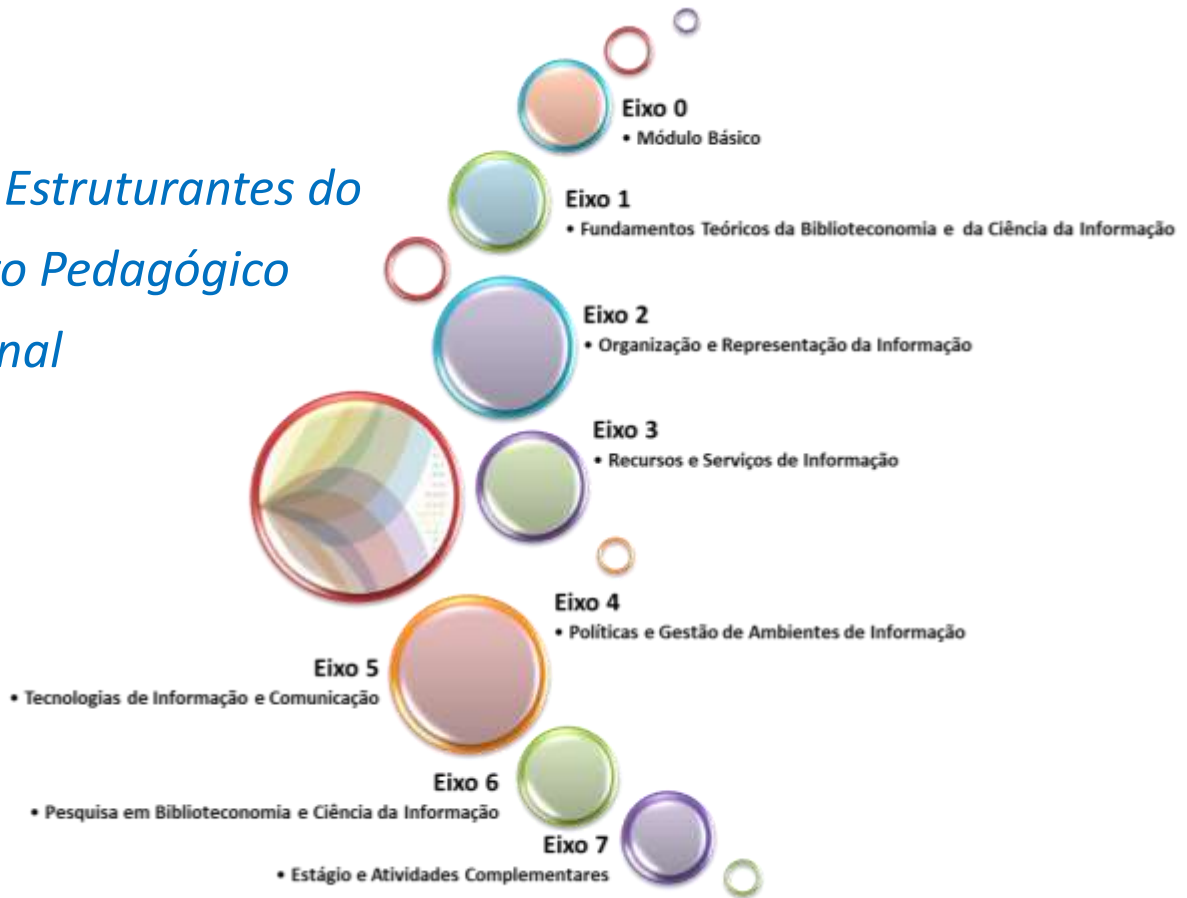 Estruturantes do
o Pedagógico
nal
Eixo 0
• Módulo Básico
Eixo 1
• Fundamentos Teóricos da Biblioteconomia e da Ciência da Informação
Eixo 2
• Organização e Representação da Informação
Eixo 3
• Recursos e Serviços de Informação
Eixo 4
• Políticas e Gestão de Ambientes de Informação
Eixo 5
• Tecnologias de Informação e Comunicação
Eixo 6
• Pesquisa em Biblioteconomia e Ciência da Informação
Eixo 7
• Estágio e Atividades Complementares